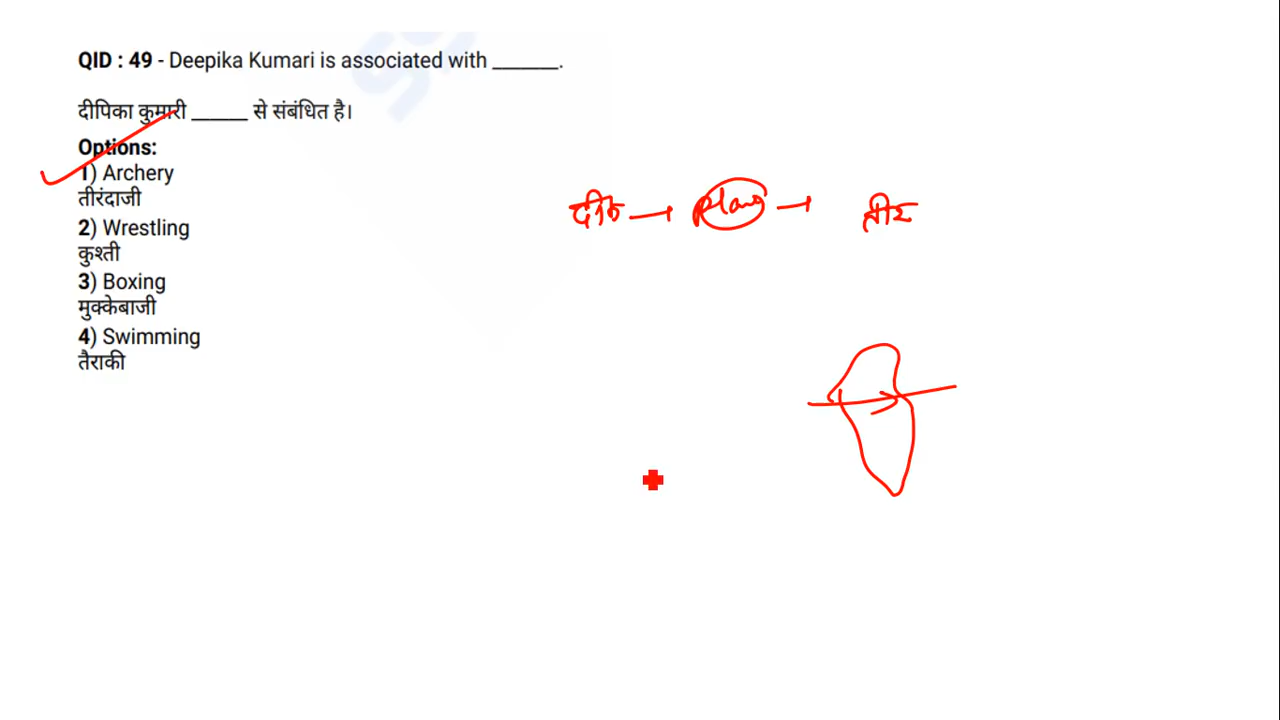 QID : 49 - Deepika Kumari is associated with ______.
दीपिका कुमारी ______ से संबंधित है।
Options:
1) Archery
तीरंदाजी
2) Wrestling
कुश्ती
3) Boxing
मुक्केबाजी
4) Swimming
तैराकी
→ → तीर